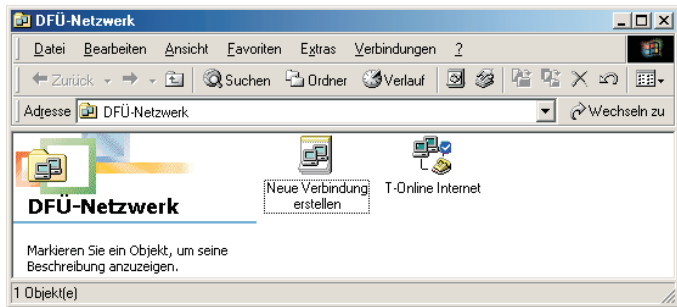 DFÜ-Netzwerk
Datei Bearbeiten Ansicht Favoriten Extras Verbindungen ?
Zurück Suchen Ordner Verlauf
Adresse DFÜ-Netzwerk Wechseln zu
Neue Verbindung erstellen
T-Online Internet
DFÜ-Netzwerk
Markieren Sie ein Objekt, um seine
Beschreibung anzuzeigen.
1 Objekt(e)